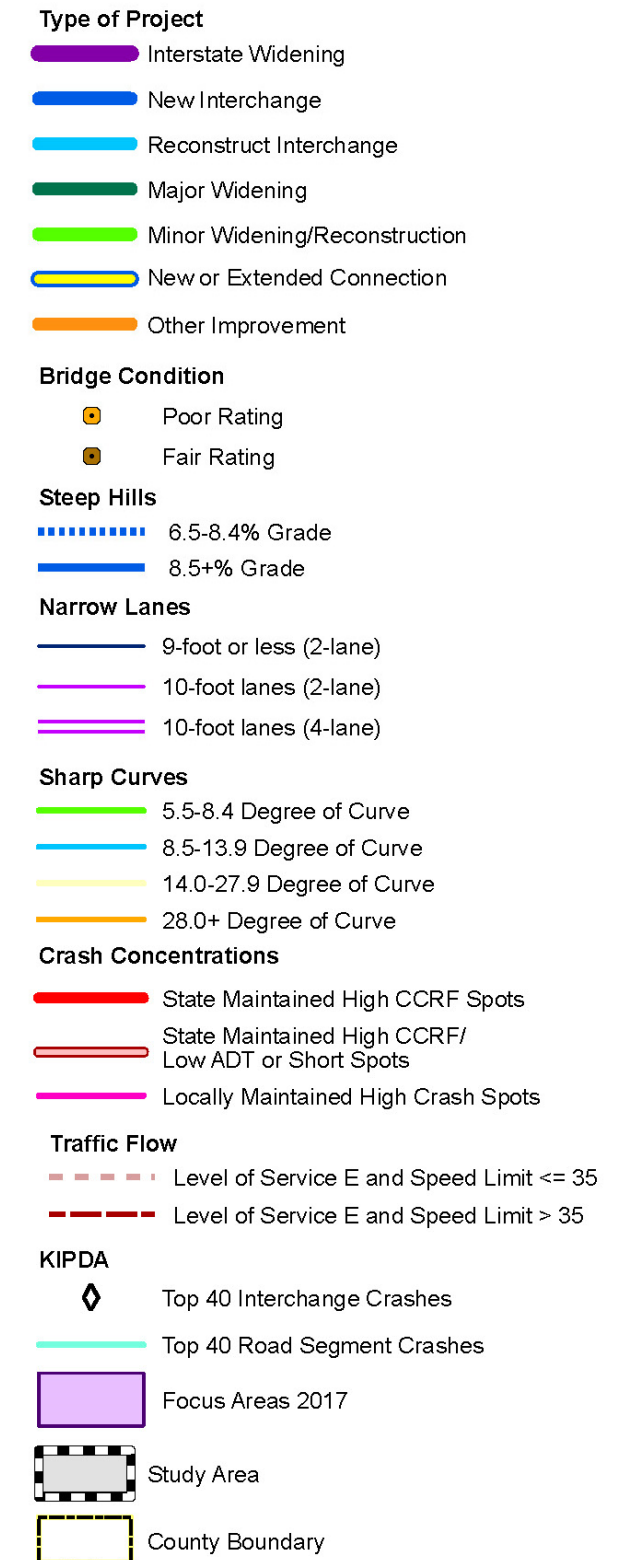 Type of Project
Interstate Widening
New Interchange
Reconstruct Interchange
Major Widening
Minor Widening/Reconstruction
New or Extended Connection
Other Improvement
Bridge Condition
Poor Rating
Fair Rating
Steep Hills
6.5-8.4% Grade
8.5+% Grade
Narrow Lanes
9-foot or less (2-lane)
10-foot lanes (2-lane)
10-foot lanes (4-lane)
Sharp Curves
5.5-8.4 Degree of Curve
8.5-13.9 Degree of Curve
14.0-27.9 Degree of Curve
28.0+ Degree of Curve
Crash Concentrations
State Maintained High CCRF Spots
State Maintained High CCRF/
Low ADT or Short Spots
Locally Maintained High Crash Spots
Traffic Flow
Level of Service E and Speed Limit <= 35
Level of Service E and Speed Limit > 35
KIPDA
Top 40 Interchange Crashes
Top 40 Road Segment Crashes
Focus Areas 2017
Study Area
County Boundary